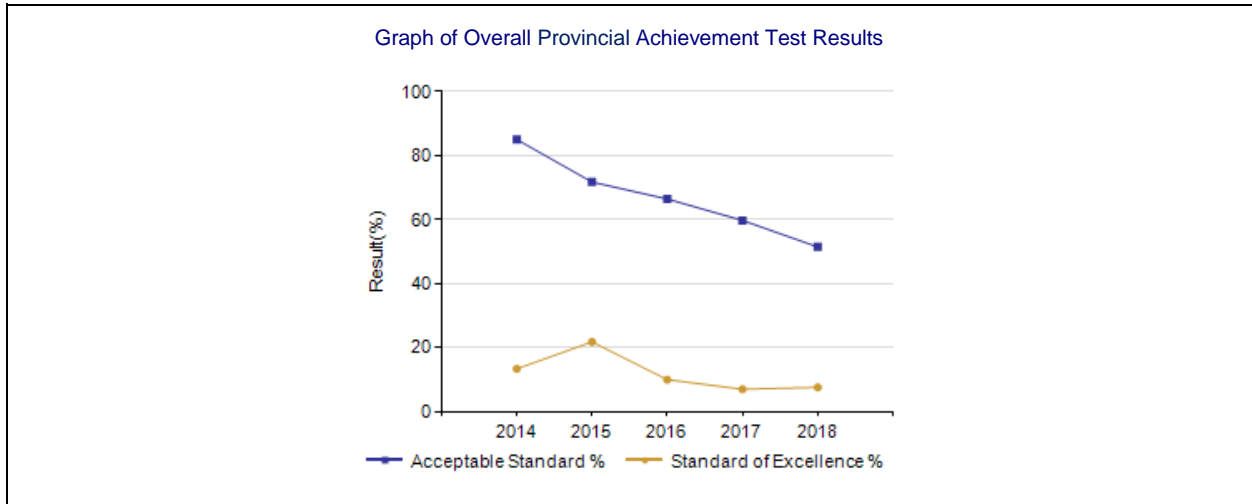 Graph of Overall Provincial Achievement Test Results
100
80
60
40
20
0
Result(%)
2014 2015 2016 2017 2018
Acceptable Standard % Standard of Excellence %